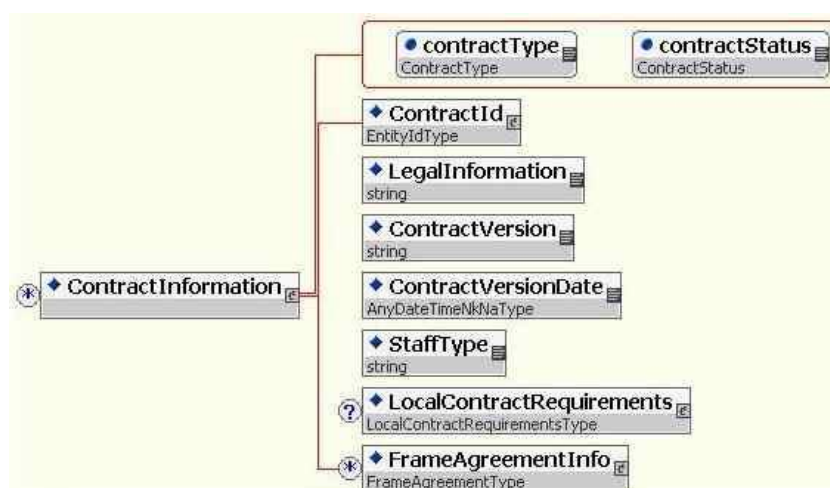 contractType contractStatus
ContractType ContractStatus
ContractId
EntityIdType
LegalInformation
string
ContractVersion
string
ContractInformation
ContractVersionDate
AnyDateTimeNkNaType
StaffType
string
? LocalContractRequirements
LocalContractRequirementsType
* FrameAgreementInfo
FrameAgreementType